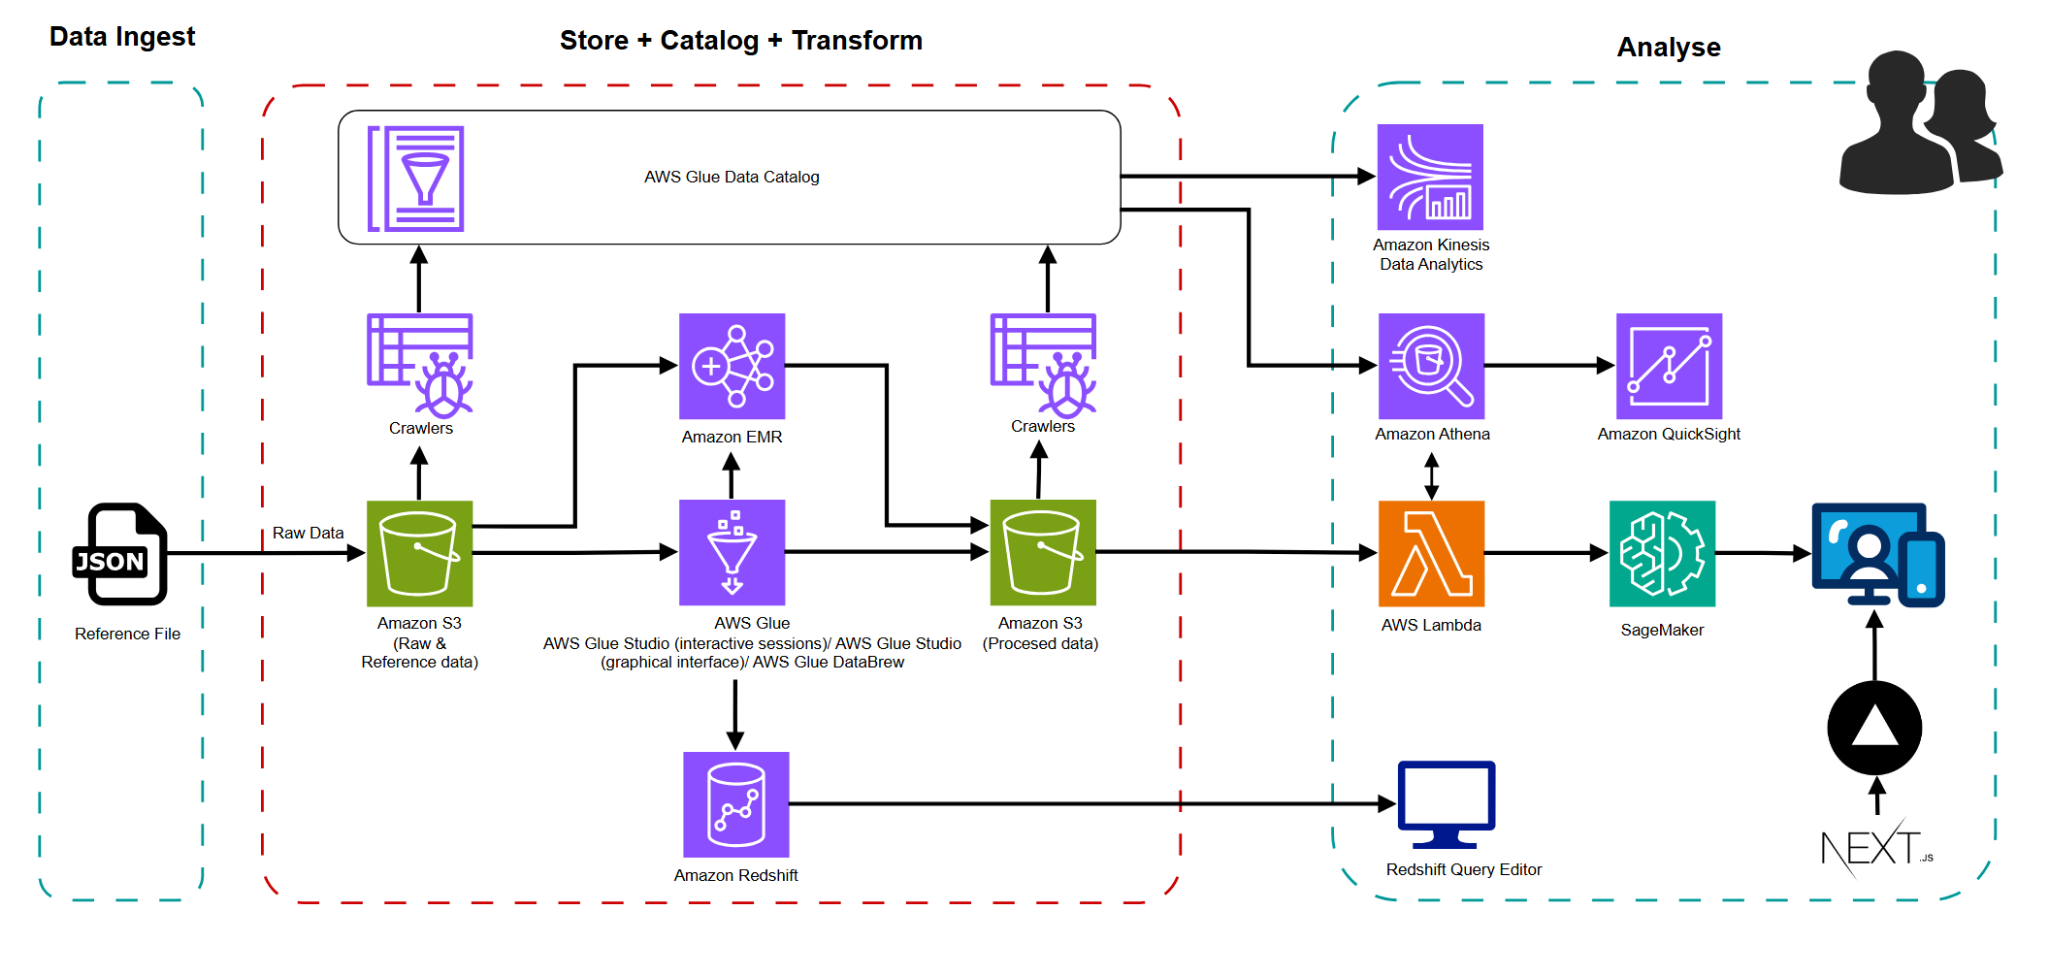 Data Ingest
Store + Catalog + Transform
Analyse
AWS Glue Data Catalog
Amazon Kinesis
Data Analytics
Crawlers
Amazon EMR
Crawlers
Amazon Athena
Amazon QuickSight
JSON
Reference File
Raw Data
Amazon S3
(Raw &
Reference data)
AWS Glue
AWS Glue Studio (interactive sessions)/ AWS Glue Studio
(graphical interface)/ AWS Glue DataBrew
Amazon S3
(Procesed data)
AWS Lambda
SageMaker
Amazon Redshift
Redshift Query Editor
NEXT.JS